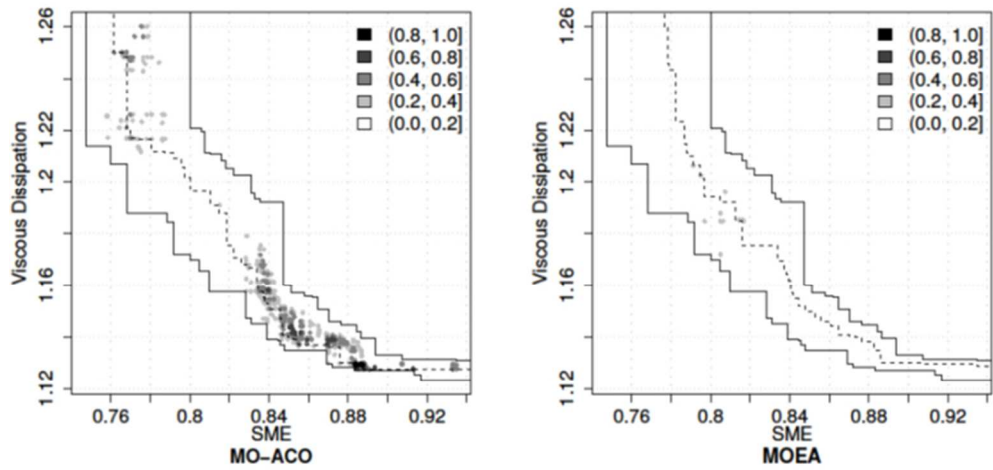 1.26
1.22
1.2
1.16
1.12
Viscous Dissipation
(0.8, 1.0]
(0.6, 0.8]
(0.4, 0.6]
(0.2, 0.4]
(0.0, 0.2]
0.76 0.8 0.84 0.88 0.92
SME
MO-ACO
1.26
1.22
1.2
1.16
1.12
Viscous Dissipation
(0.8, 1.0]
(0.6, 0.8]
(0.4, 0.6]
(0.2, 0.4]
(0.0, 0.2]
0.76 0.8 0.84 0.88 0.92
SME
MOEA